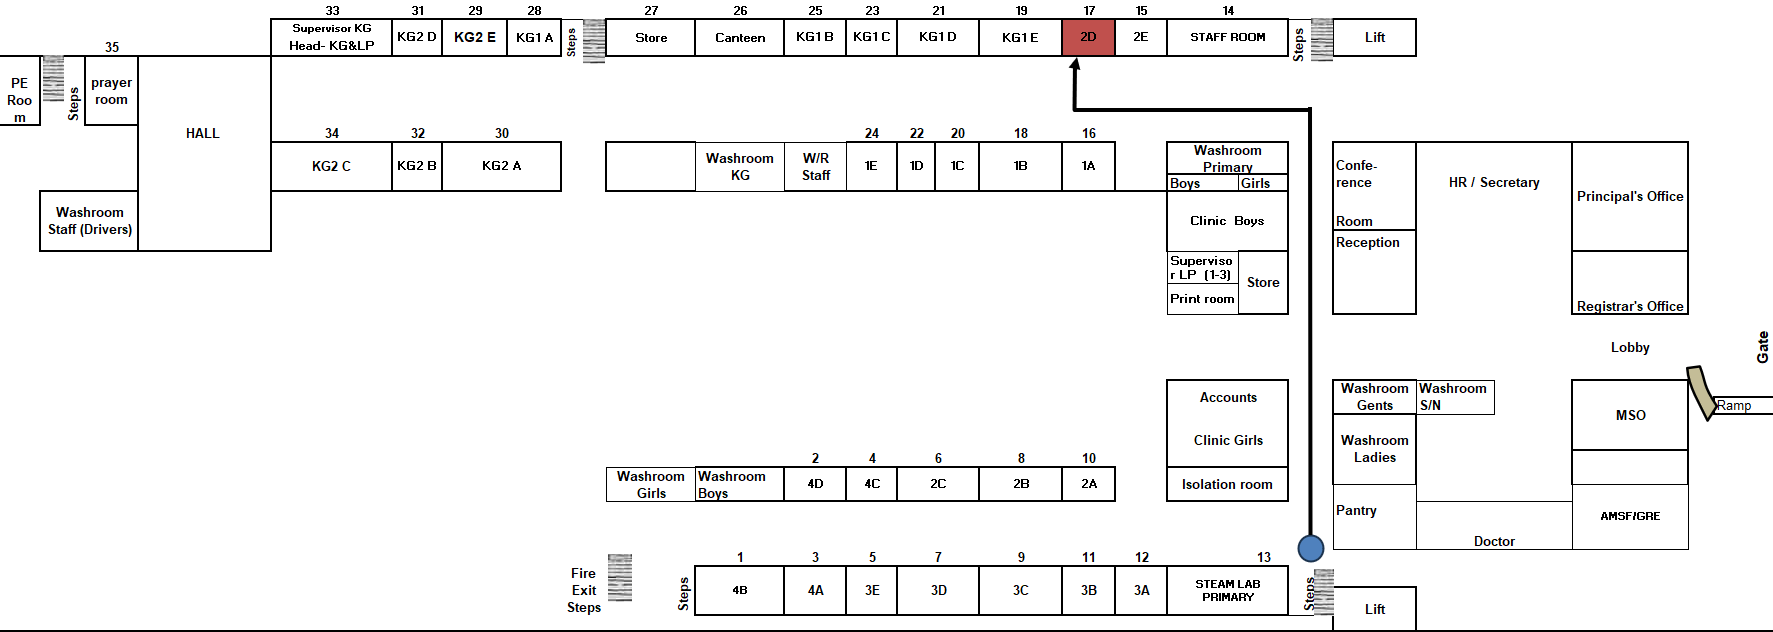 33 31 29 28 27 26 25 23 21 19 17 15 14
Supervisor KG
Head- KG&LP
KG2 D
KG2 E
KG1 A
Steps
Store
Canteen
KG1 B
KG1 C
KG1 D
KG1 E
2D
2E
STAFF ROOM
Steps
Lift
35
PE
Roo
m
Steps
prayer
room
HALL
34 32 30 24 22 20 18 16
KG2 C
KG2 B
KG2 A
Washroom
KG
W/R
Staff
1E
1D
1C
1B
1A
Washroom
Primary
Boys
Girls
Clinic Boys
Superviso
r LP (1-3)
Print room
Store
Confe-
rence
Room
Reception
HR / Secretary
Principal's Office
Registrar's Office
Washroom
Staff (Drivers)
Lobby
Gate
Ramp
Accounts
Clinic Girls
Isolation room
Washroom
Gents
Washroom
S/N
Washroom
Ladies
Pantry
MSO
AMSF/GRE
Doctor
2 4 6 8 10
Washroom
Girls
Washroom
Boys
4D
4C
2C
2B
2A
1 3 5 7 9 11 12 13
Fire
Exit
Steps
Steps
4B
4A
3E
3D
3C
3B
3A
STEAM LAB
PRIMARY
Steps
Lift